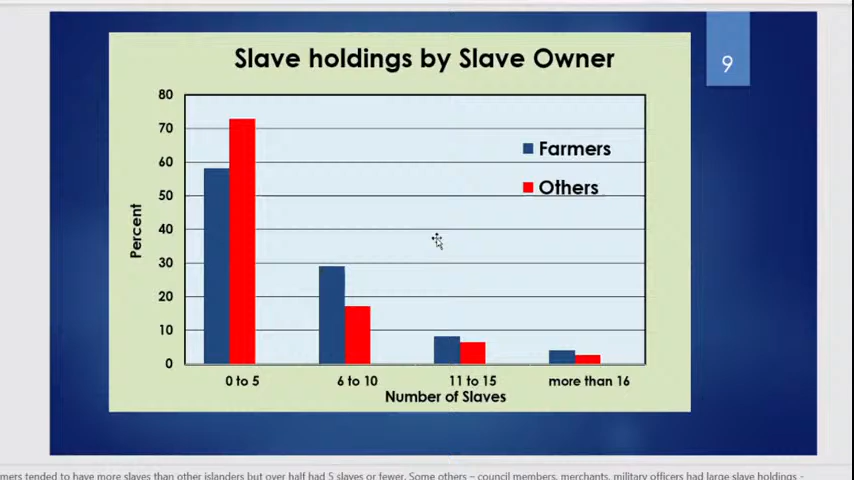 Slave holdings by Slave Owner
9
80
70
60
50
40
30
20
10
0
Percent
Farmers
Others
0 to 5 6 to 10 11 to 15 more than 16
Number of Slaves
mers tended to have more slaves than other islanders but over half had 5 slaves or fewer. Some others – council members, merchants, military officers had large slave holdings -